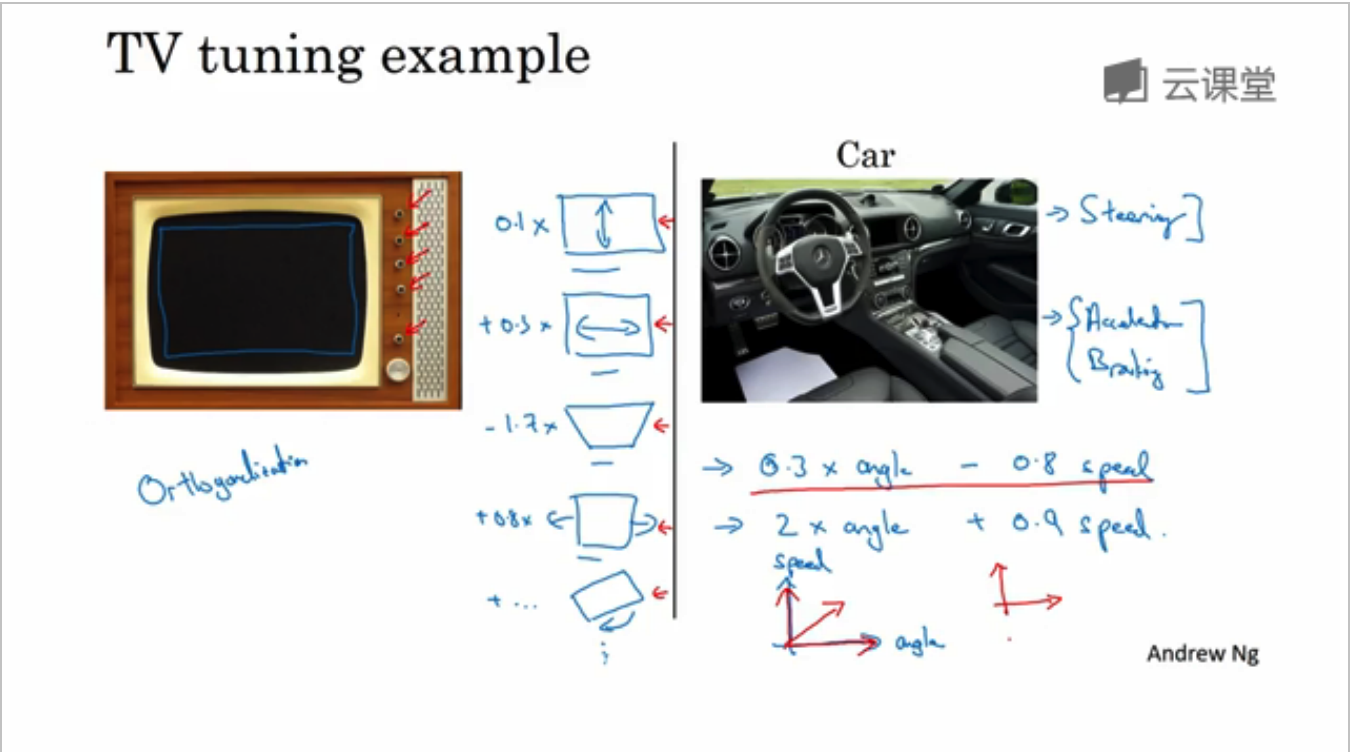 TV tuning example
云课堂
Car
0.1 x
+ 0.3 x
- 1.7 x
+ 0.8 x
+ ...
Orthogonalization
→ Steering
→ Acceleration
Braking
→ 0.3 x angle - 0.8 speed
→ 2 x angle + 0.9 speed.
speed
angle
Andrew Ng